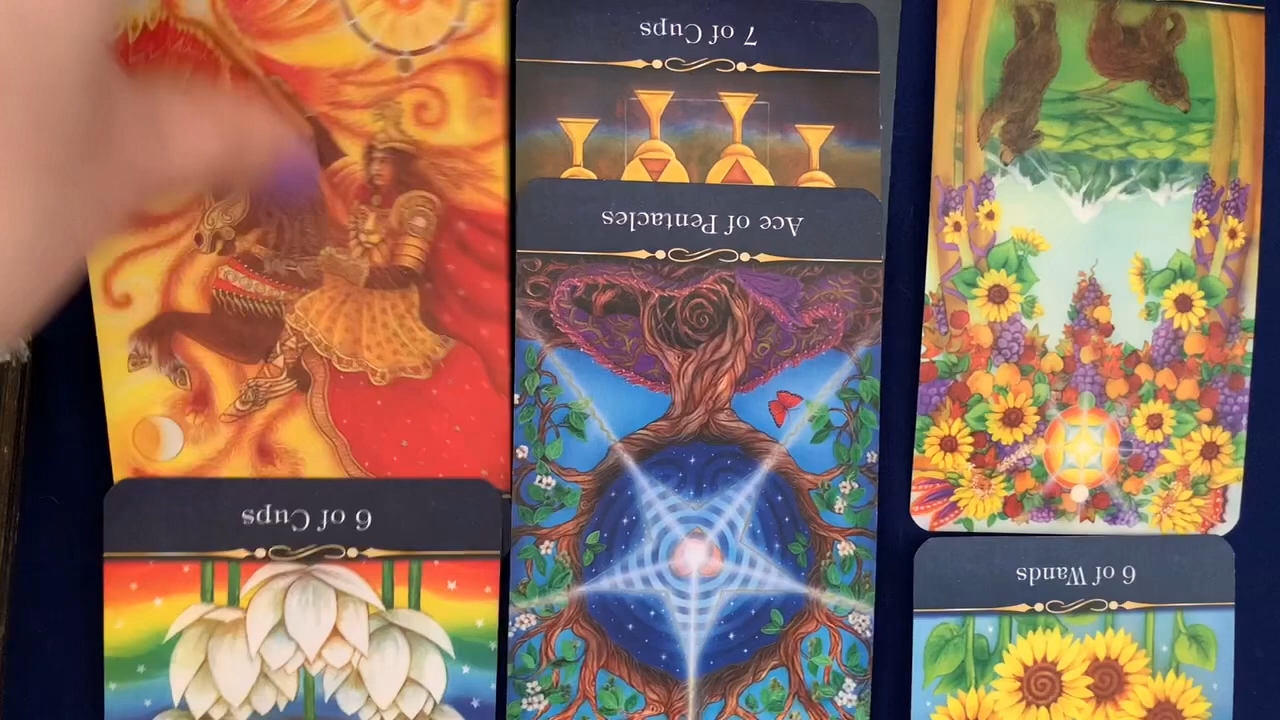 7 of Cups
Ace of Pentacles
6 of Cups
6 of Wands